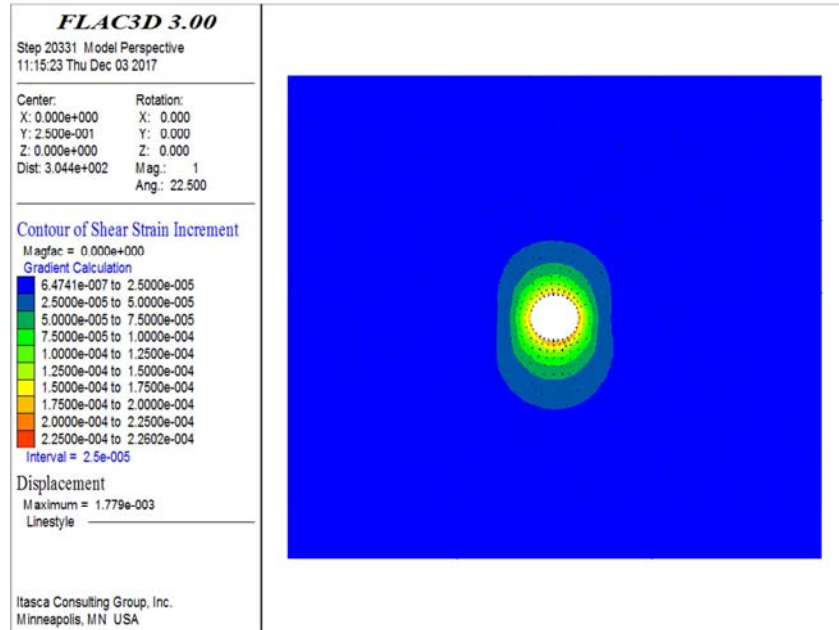 FLAC3D 3.00
Step 20331 Model Perspective
11:15:23 Thu Dec 03 2017
Center: Rotation:
X: 0.000e+000 X: 0.000
Y: 2.500e-001 Y: 0.000
Z: 0.000e+000 Z: 0.000
Dist: 3.044e+002 Mag.: 1
Ang.: 22.500
Contour of Shear Strain Increment
Magfac = 0.000e+000
Gradient Calculation
6.4741e-007 to 2.5000e-005
2.5000e-005 to 5.0000e-005
5.0000e-005 to 7.5000e-005
7.5000e-005 to 1.0000e-004
1.0000e-004 to 1.2500e-004
1.2500e-004 to 1.5000e-004
1.5000e-004 to 1.7500e-004
1.7500e-004 to 2.0000e-004
2.0000e-004 to 2.2500e-004
2.2500e-004 to 2.2602e-004
Interval = 2.5e-005
Displacement
Maximum = 1.779e-003
Linestyle
Itasca Consulting Group, Inc.
Minneapolis, MN USA